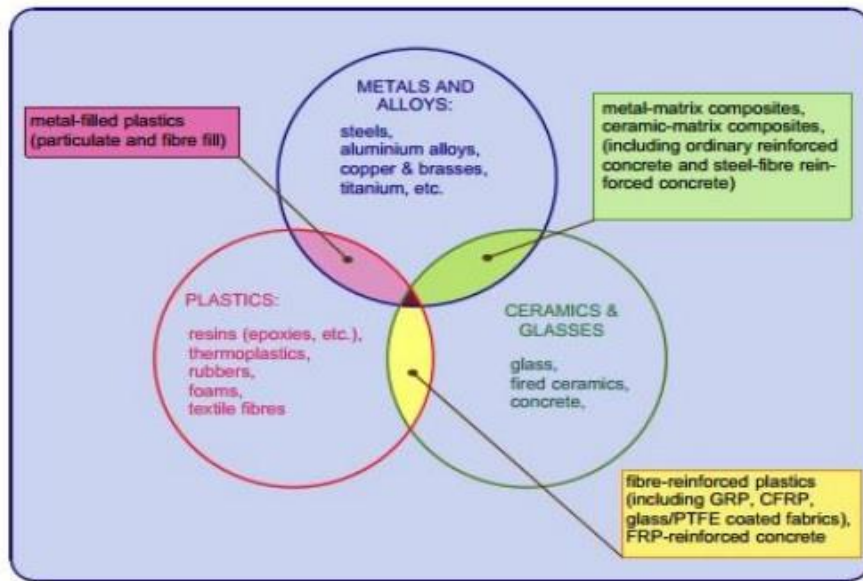 METALS AND
ALLOYS:
steels,
aluminium alloys,
copper & brasses,
titanium, etc.
metal-filled plastics
(particulate and fibre fill)
metal-matrix composites,
ceramic-matrix composites,
(including ordinary reinforced
concrete and steel-fibre rein-
forced concrete)
PLASTICS:
resins (epoxies, etc.),
thermoplastics,
rubbers,
foams,
textile fibres
CERAMICS &
GLASSES
glass,
fired ceramics,
concrete,
fibre-reinforced plastics
(including GRP, CFRP,
glass/PTFE coated fabrics),
FRP-reinforced concrete